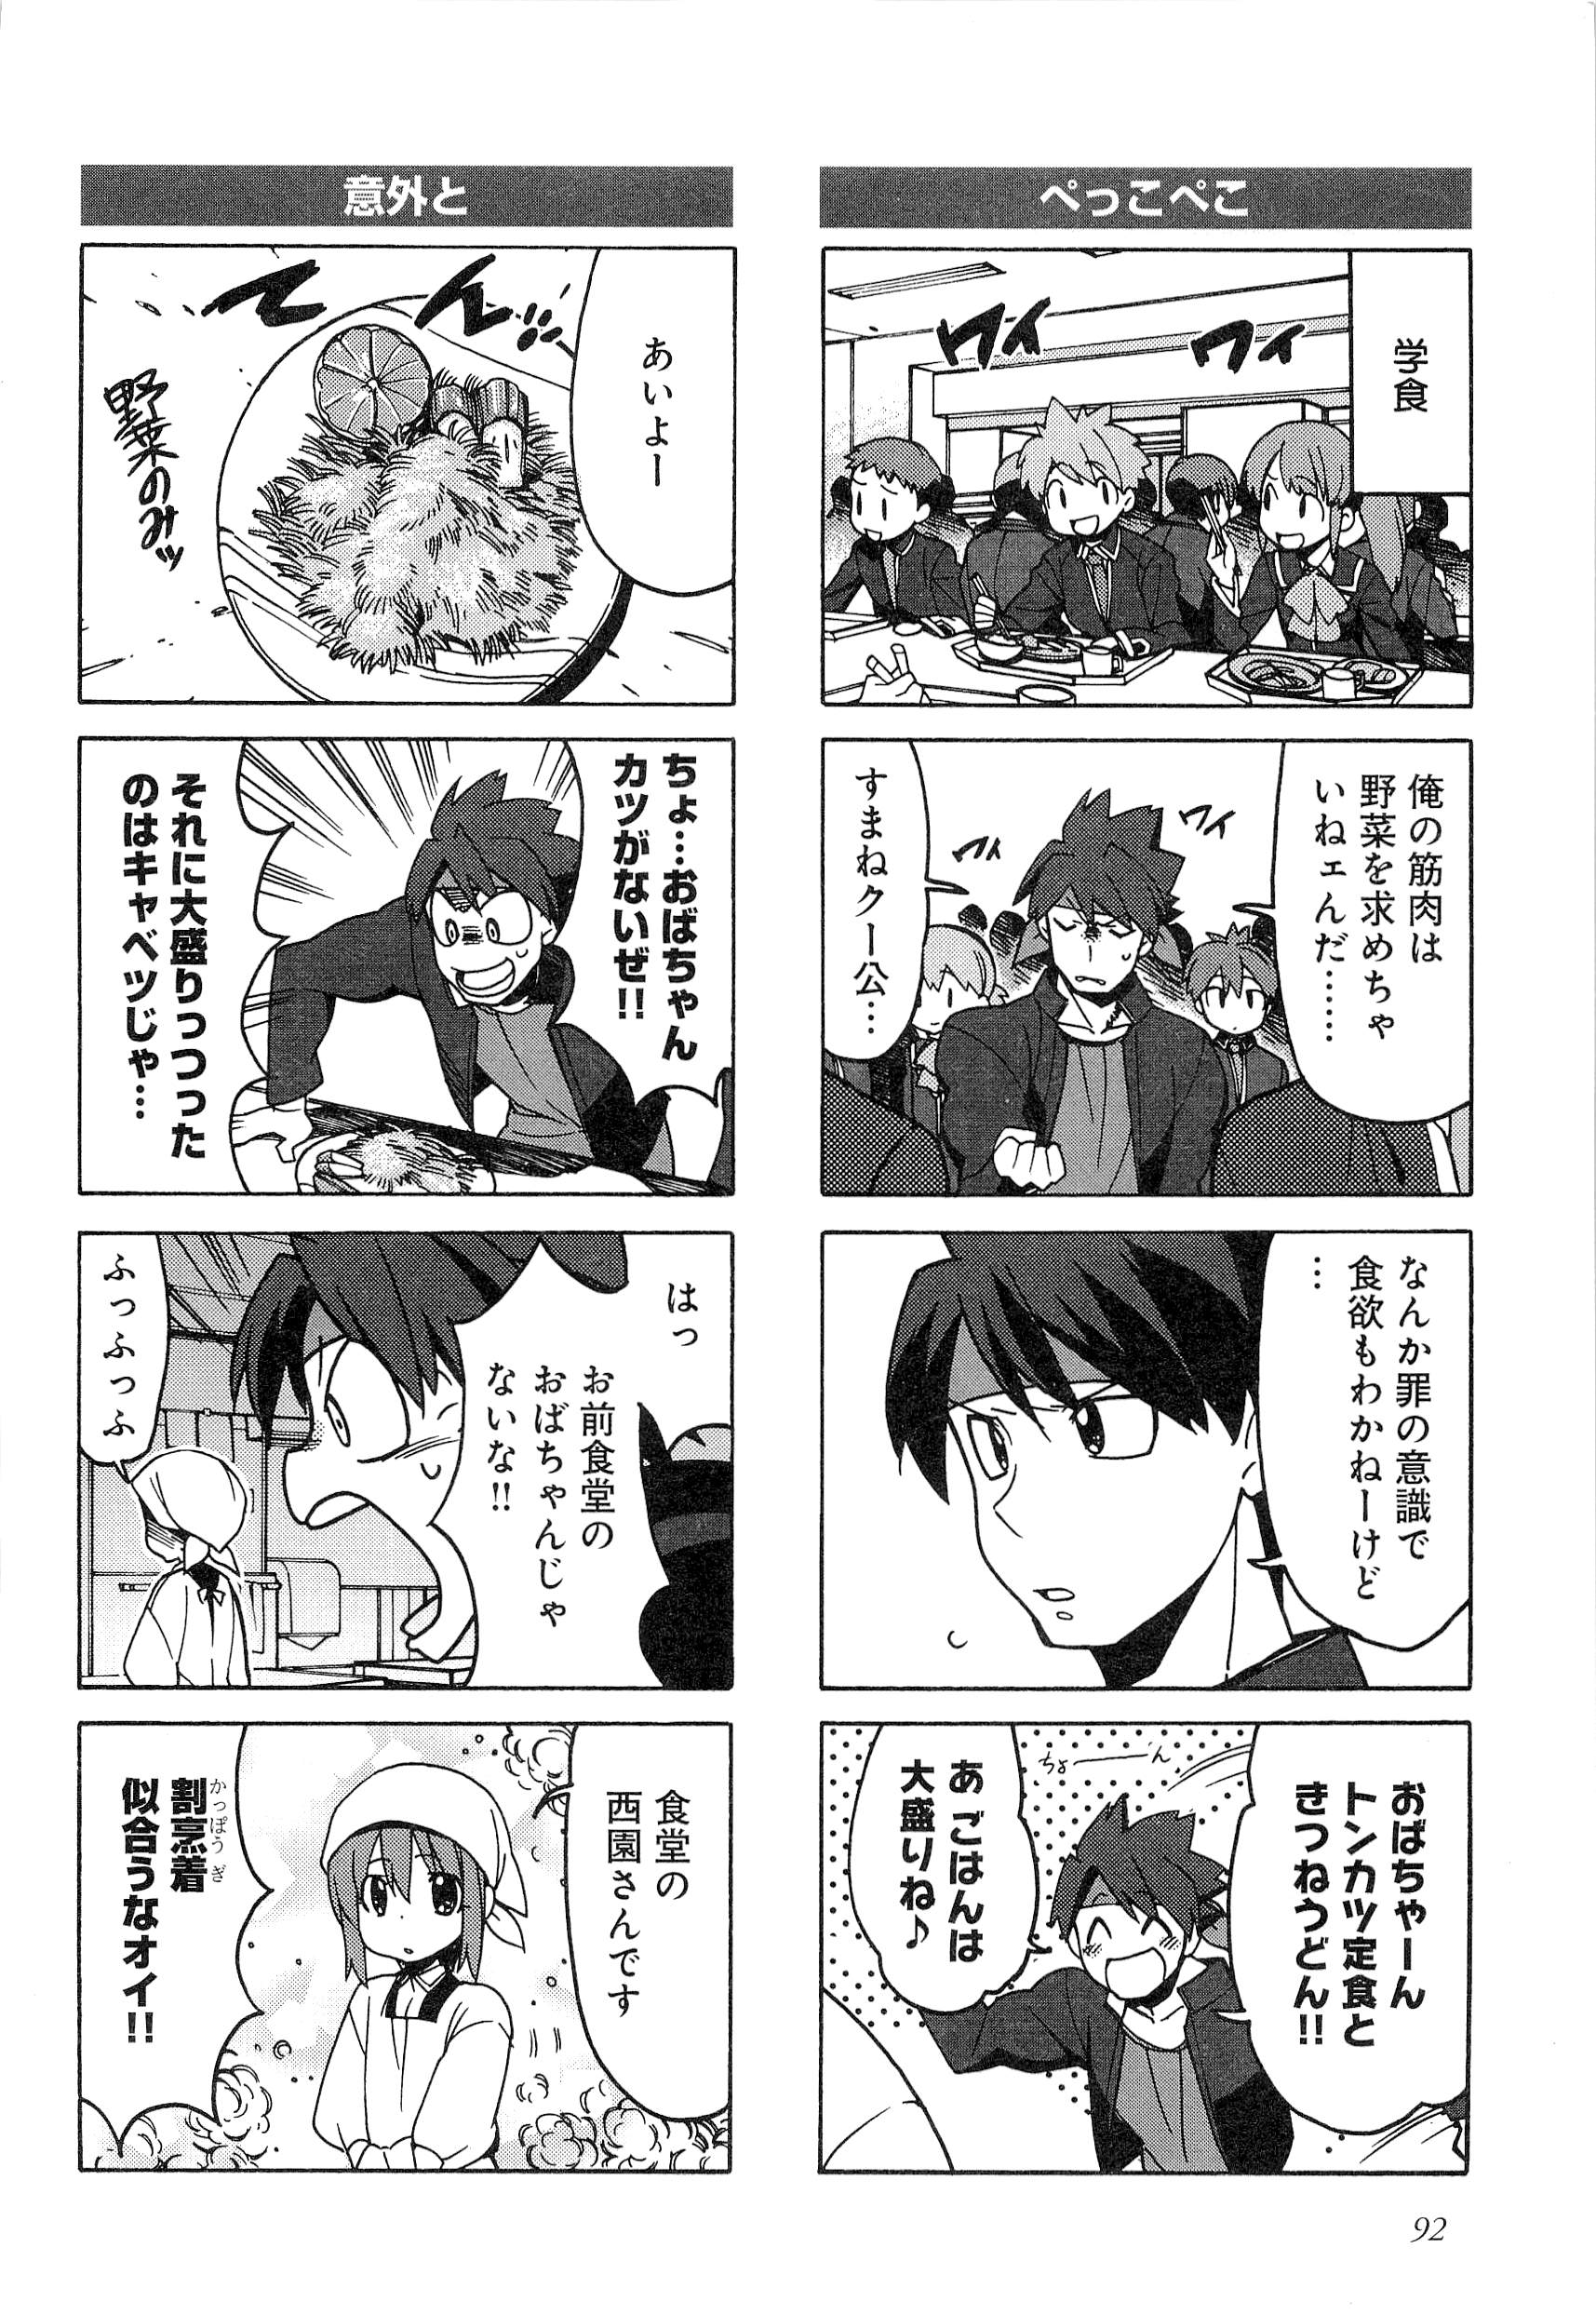 ぺっこぺこ
学食
ワイ
ワイ
俺の筋肉は
野菜を求めちゃ
いねェんだ……
ワイ
ワイ
すまねクー公…
なんか罪の意識で
食欲もわかねーけど
…
おばちゃーん
トンカツ定食と
きつねうどん!!
ちょーーん
あ ごはんは
大盛りね♪
意外と
あいよー
てん
野菜のみッ
ちょ…おばちゃん
カツがないぜ!!
それに大盛りっつった
のはキャベツじゃ…
はっ
お前食堂の
おばちゃんじゃ
ないな!!
ふっふっふ
食堂の
西園さんです
割烹着
かっぽうぎ
似合うなオイ!!
92